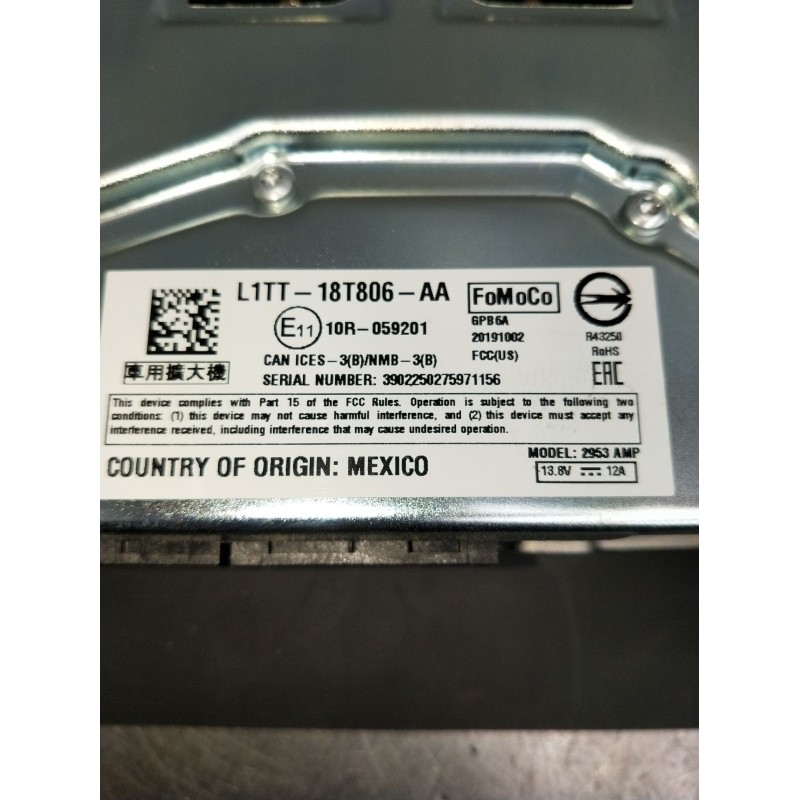 L1TT-18T806-AA
FoMoCo
E11 10R-059201
GPB6A
20191002
FCC(US)
R43250
RoHS
EAC
車用擴大機
CAN ICES-3(B)/NMB-3(B)
SERIAL NUMBER: 3902250275971156
This device complies with Part 15 of the FCC Rules. Operation is subject to the following two
conditions: (1) this device may not cause harmful interference, and (2) this device must accept any
interference received, including interference that may cause undesired operation.
COUNTRY OF ORIGIN: MEXICO
MODEL: 2953 AMP
13.8V 12A